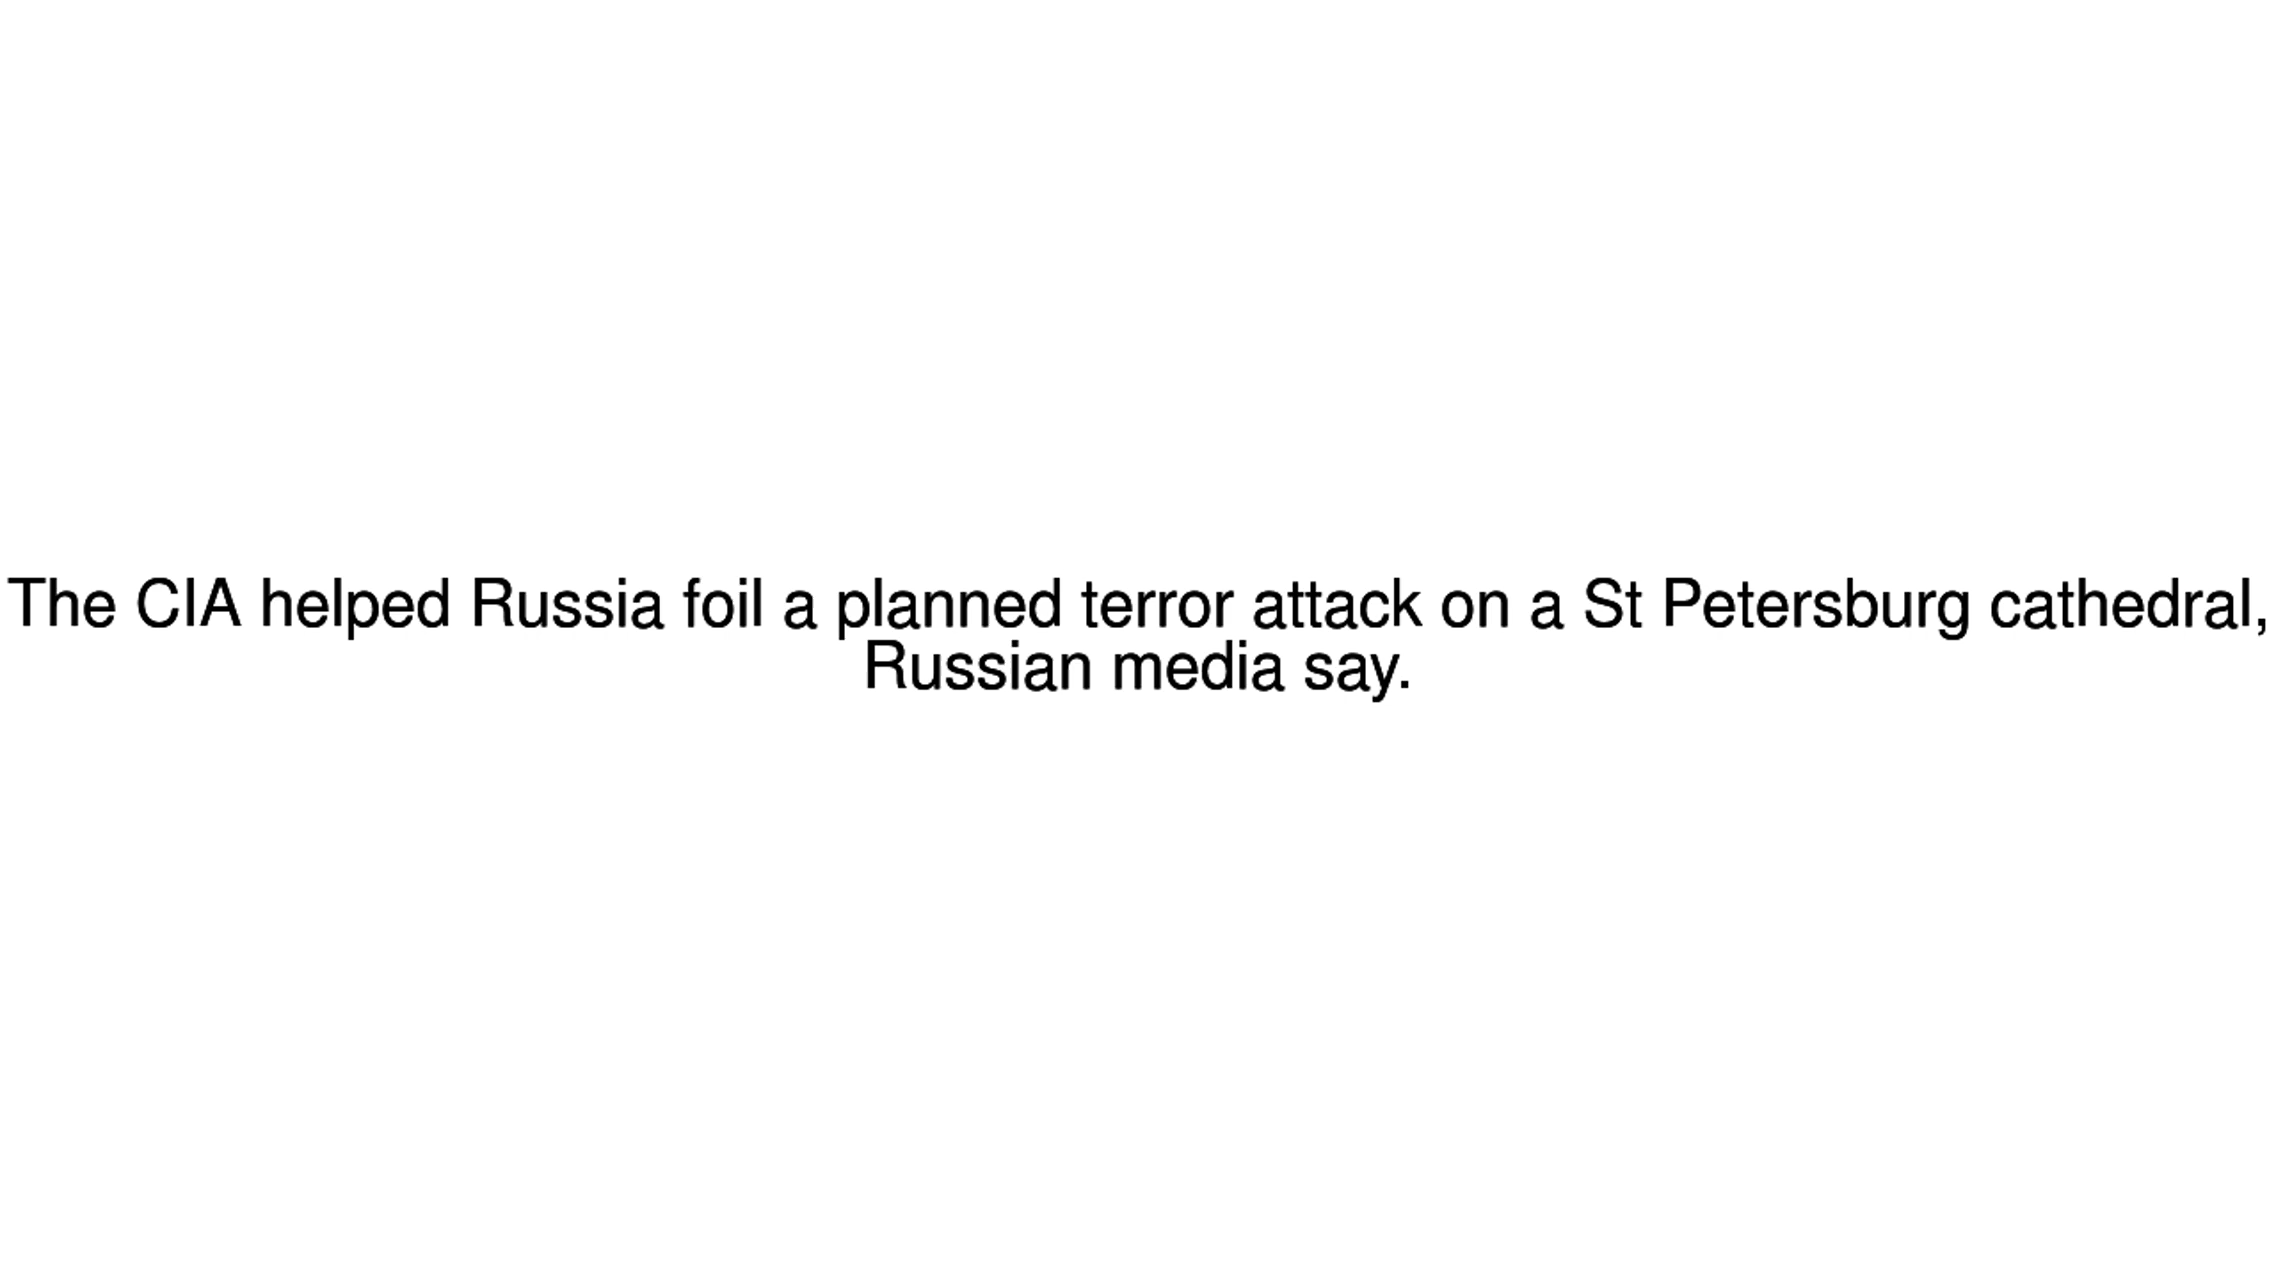 The CIA helped Russia foil a planned terror attack on a St Petersburg cathedral,
Russian media say.